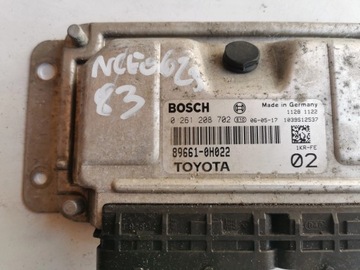 83
BOSCH
Made in Germany
1128 1122
0 261 208 702 06-05-17 1039S12537
89661-0H022
1KR-FE
TOYOTA
02